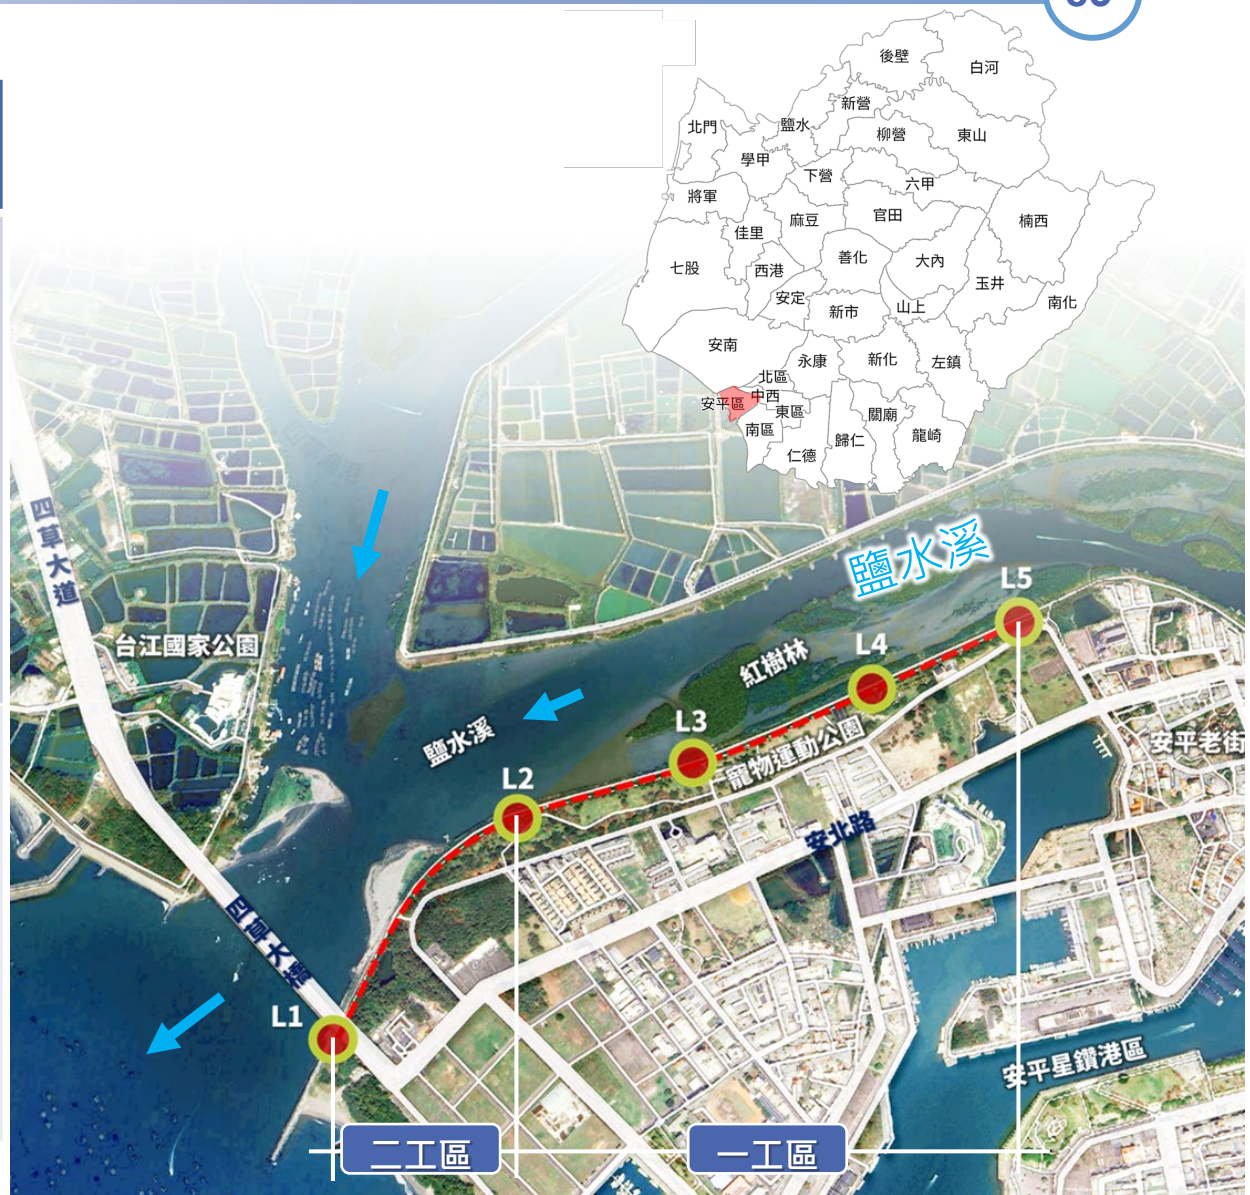 後壁
白河
新營
北門
鹽水
柳營
東山
學甲
下營
六甲
將軍
麻豆
官田
楠西
佳里
善化
大內
七股
西港
玉井
安定
山上
南化
新市
安南
永康
新化
左鎮
北區
中西
安平區
東區
關廟
南區
歸仁
龍崎
仁德
四草大道
鹽水溪
L5
台江國家公園
紅樹林
L4
鹽水溪
L3
寵物運動公園
安平老街
L2
安北路
四草大道
L1
安平星鑽港區
二工區
一工區